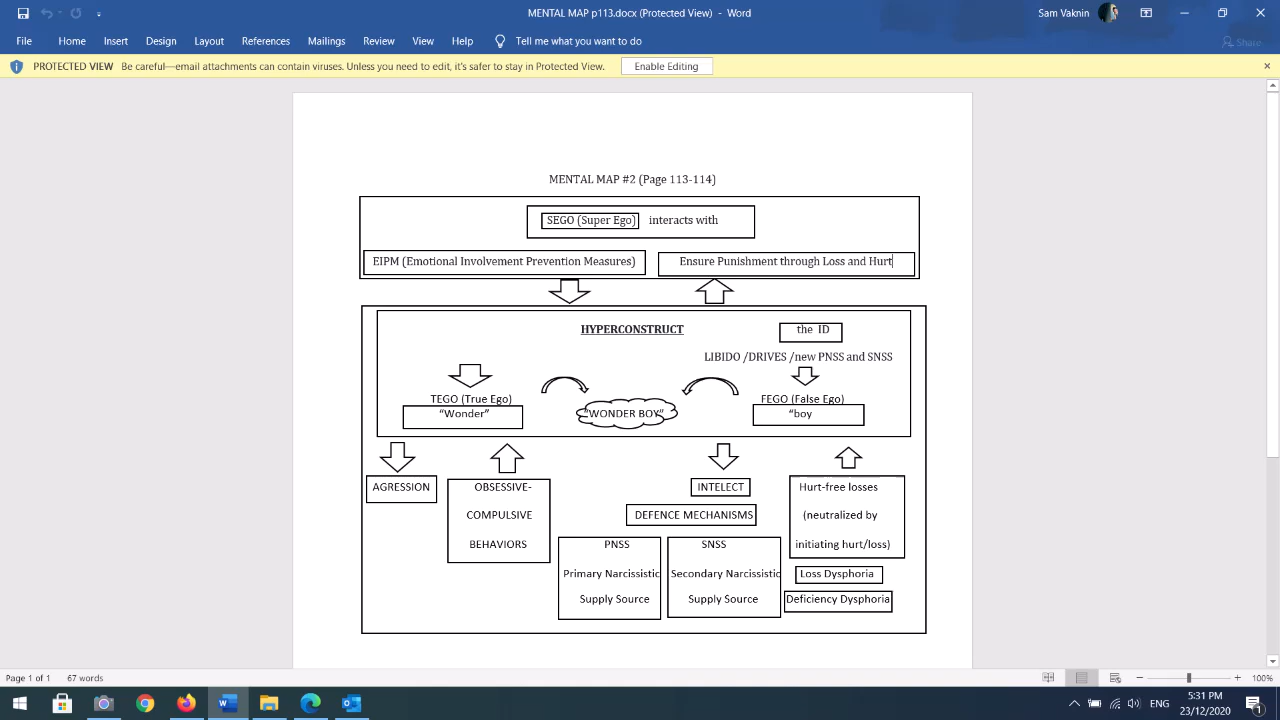 MENTAL MAP p113.docx (Protected View) - Word
Sam Vaknin
File Home Insert Design Layout References Mailings Review View Help Tell me what you want to do
Share
PROTECTED VIEW Be careful—email attachments can contain viruses. Unless you need to edit, it's safer to stay in Protected View. Enable Editing
MENTAL MAP #2 (Page 113-114)
SEGO (Super Ego) interacts with
EIPM (Emotional Involvement Prevention Measures)
Ensure Punishment through Loss and Hurt
HYPERCONSTRUCT
the ID
LIBIDO /DRIVES /new PNSS and SNSS
TEGO (True Ego)
"Wonder"
"WONDER BOY"
FEGO (False Ego)
"boy
AGRESSION
OBSESSIVE-
COMPULSIVE
BEHAVIORS
INTELECT
DEFENCE MECHANISMS
PNSS
Primary Narcissistic
Supply Source
SNSS
Secondary Narcissistic
Supply Source
Hurt-free losses
(neutralized by
initiating hurt/loss)
Loss Dysphoria
Deficiency Dysphoria
Page 1 of 1 67 words
100%
ENG
5:31 PM
23/12/2020
1